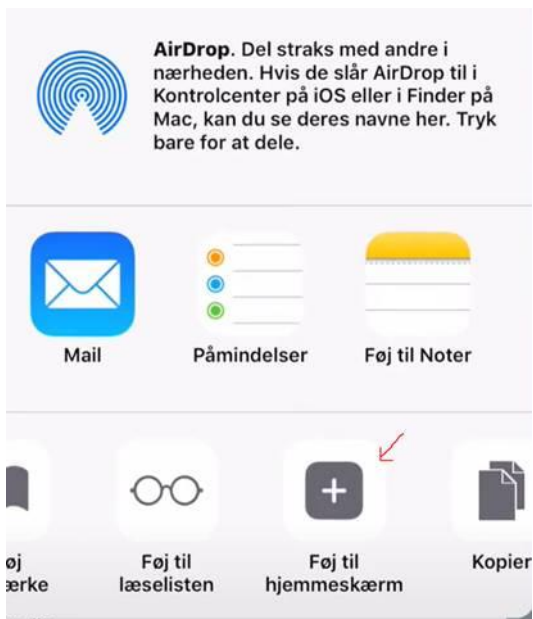 AirDrop. Del straks med andre i
nærheden. Hvis de slår AirDrop til i
Kontrolcenter på iOS eller i Finder på
Mac, kan du se deres navne her. Tryk
bare for at dele.
Mail
Påmindelser
Føj til Noter
øj
ærke
Føj til
læselisten
Føj til
hjemmeskærm
Kopier